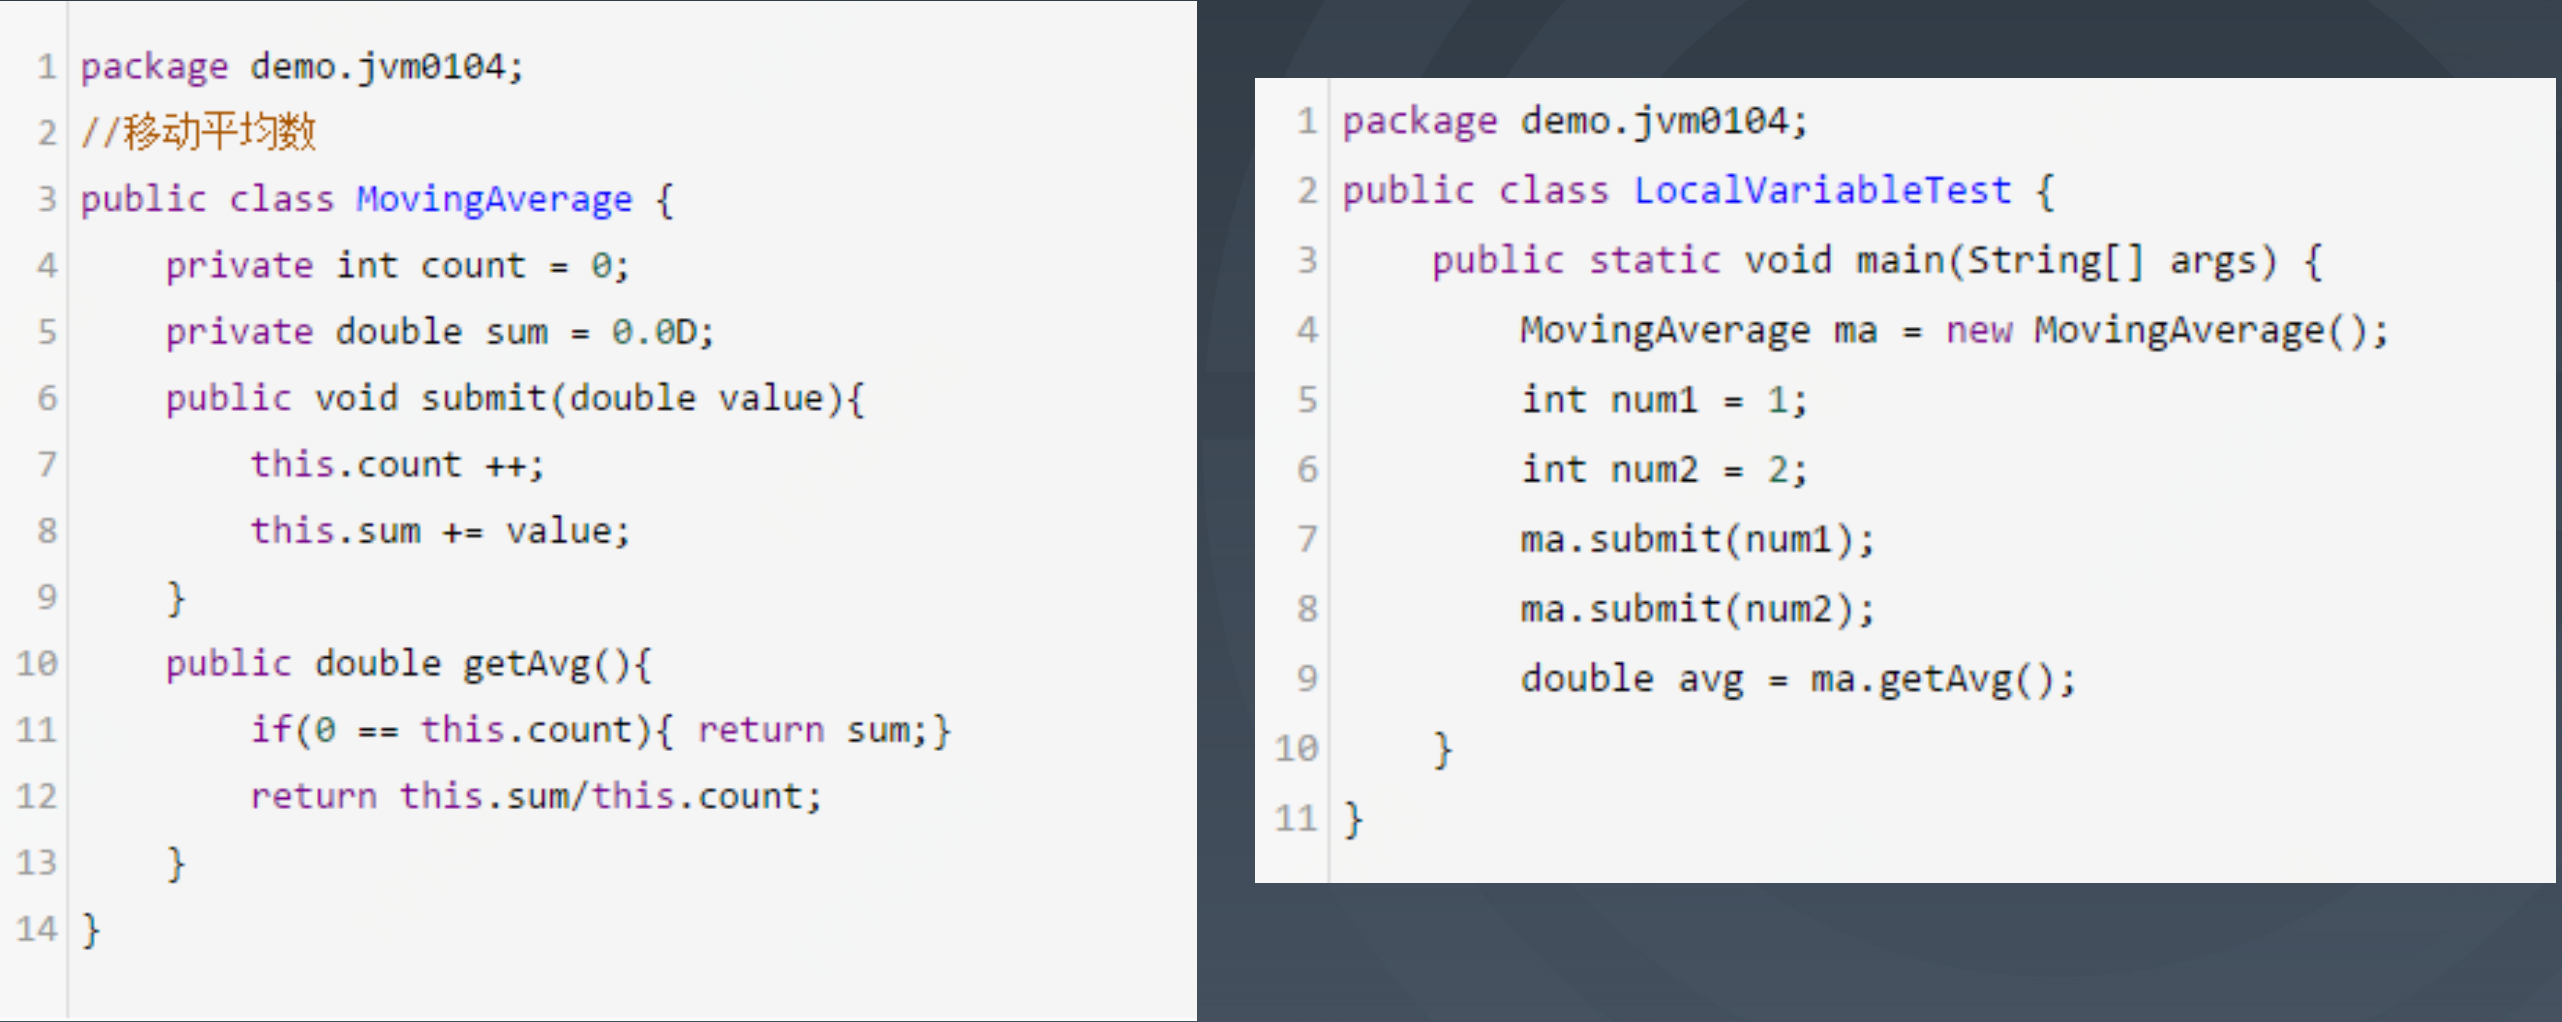 1 package demo.jvm0104;
2 //移动平均数
3 public class MovingAverage {
4     private int count = 0;
5     private double sum = 0.0D;
6     public void submit(double value){
7         this.count ++;
8         this.sum += value;
9     }
10     public double getAvg(){
11         if(0 == this.count){ return sum;}
12         return this.sum/this.count;
13     }
14 }
1 package demo.jvm0104;
2 public class LocalVariableTest {
3     public static void main(String[] args) {
4         MovingAverage ma = new MovingAverage();
5         int num1 = 1;
6         int num2 = 2;
7         ma.submit(num1);
8         ma.submit(num2);
9         double avg = ma.getAvg();
10     }
11 }